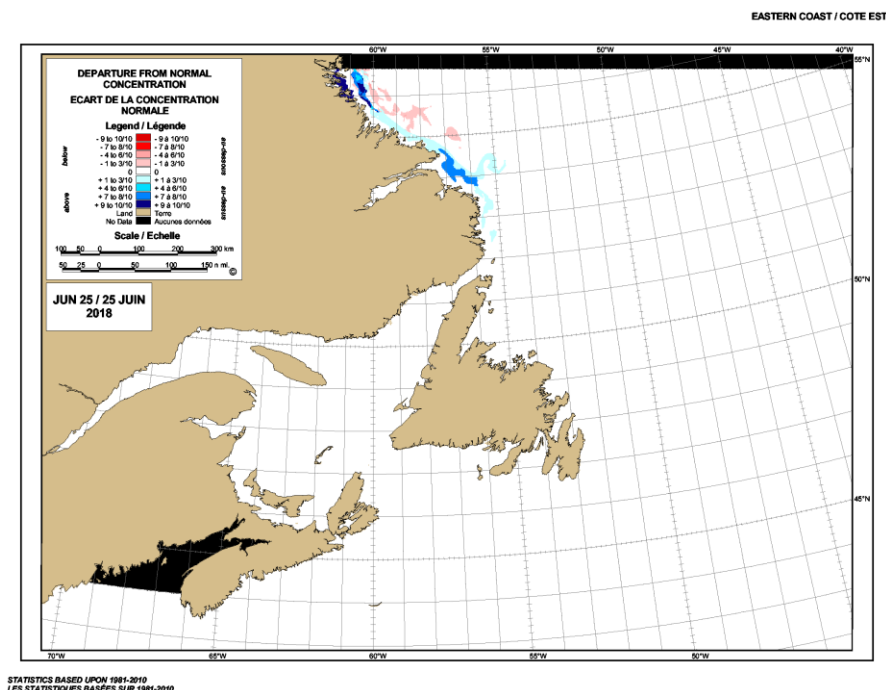 EASTERN COAST / COTE EST
60°W 55°W 50°W 45°W 40°W
55°N
DEPARTURE FROM NORMAL
CONCENTRATION
ECART DE LA CONCENTRATION
NORMALE
Legend / Légende
- 9 to 10/10 - 9 à 10/10
- 7 to 8/10 - 7 à 8/10
- 4 to 6/10 - 4 à 6/10
- 1 to 3/10 - 1 à 3/10
0 0
+ 1 to 3/10 + 1 à 3/10
+ 4 to 6/10 + 4 à 6/10
+ 7 to 8/10 + 7 à 8/10
+ 9 to 10/10 + 9 à 10/10
Land Terre
No Data Aucunes données
below
above
au-dessous
au-dessus
Scale / Echelle
100 50 0 100 200 300 km
50 25 0 50 100 150 n mi.
©
JUN 25 / 25 JUIN
2018
50°N
45°N
70°W 65°W 60°W 55°W 50°W
STATISTICS BASED UPON 1981-2010
LES STATISTIQUES BASÉES SUR 1981-2010